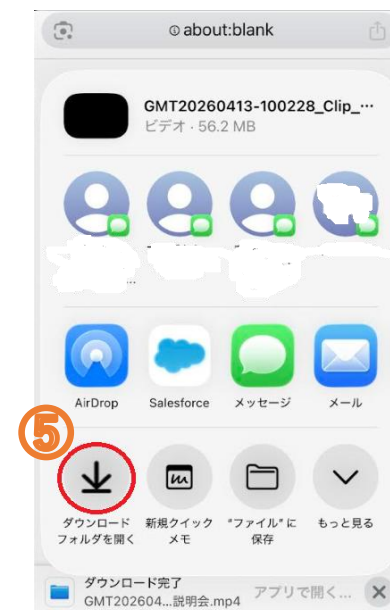 about:blank
GMT20260413-100228_Clip_…
ビデオ・56.2 MB
…
AirDrop
Salesforce
メッセージ
メール
⑤
ダウンロード
フォルダを開く
新規クイック
メモ
"ファイル"に
保存
もっと見る
ダウンロード完了
GMT202604...説明会.mp4
アプリで開く...